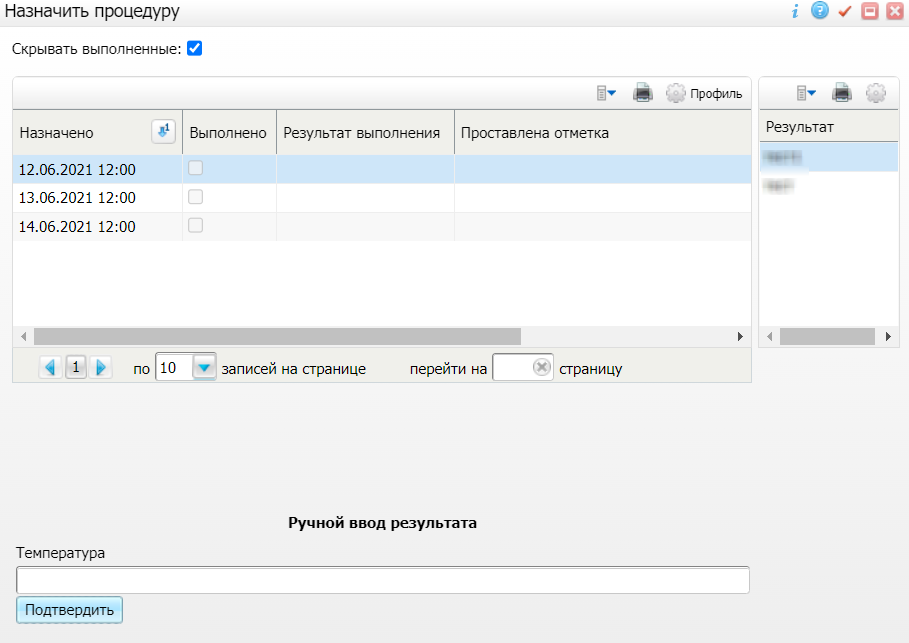 Назначить процедуру
Скрывать выполненные:
Профиль
Назначено 1 Выполнено Результат выполнения Проставлена отметка
Результат
12.06.2021 12:00
13.06.2021 12:00
14.06.2021 12:00
1 по 10 записей на странице перейти на страницу
Ручной ввод результата
Температура
Подтвердить